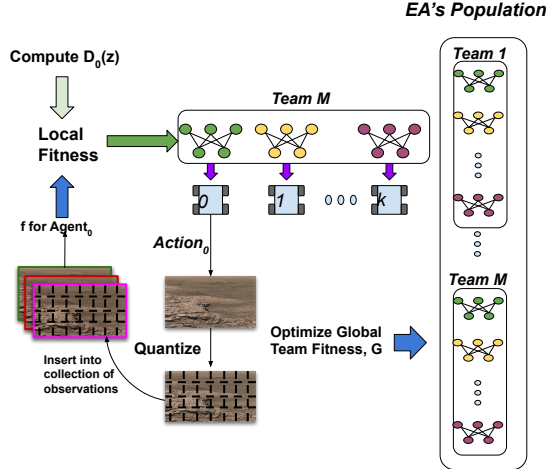 EA's Population
Compute D₀(z)
Team 1
Team M
Local
Fitness
0
1
k
f for Agent₀
Action₀
Team M
Optimize Global
Team Fitness, G
Quantize
Insert into
collection of
observations